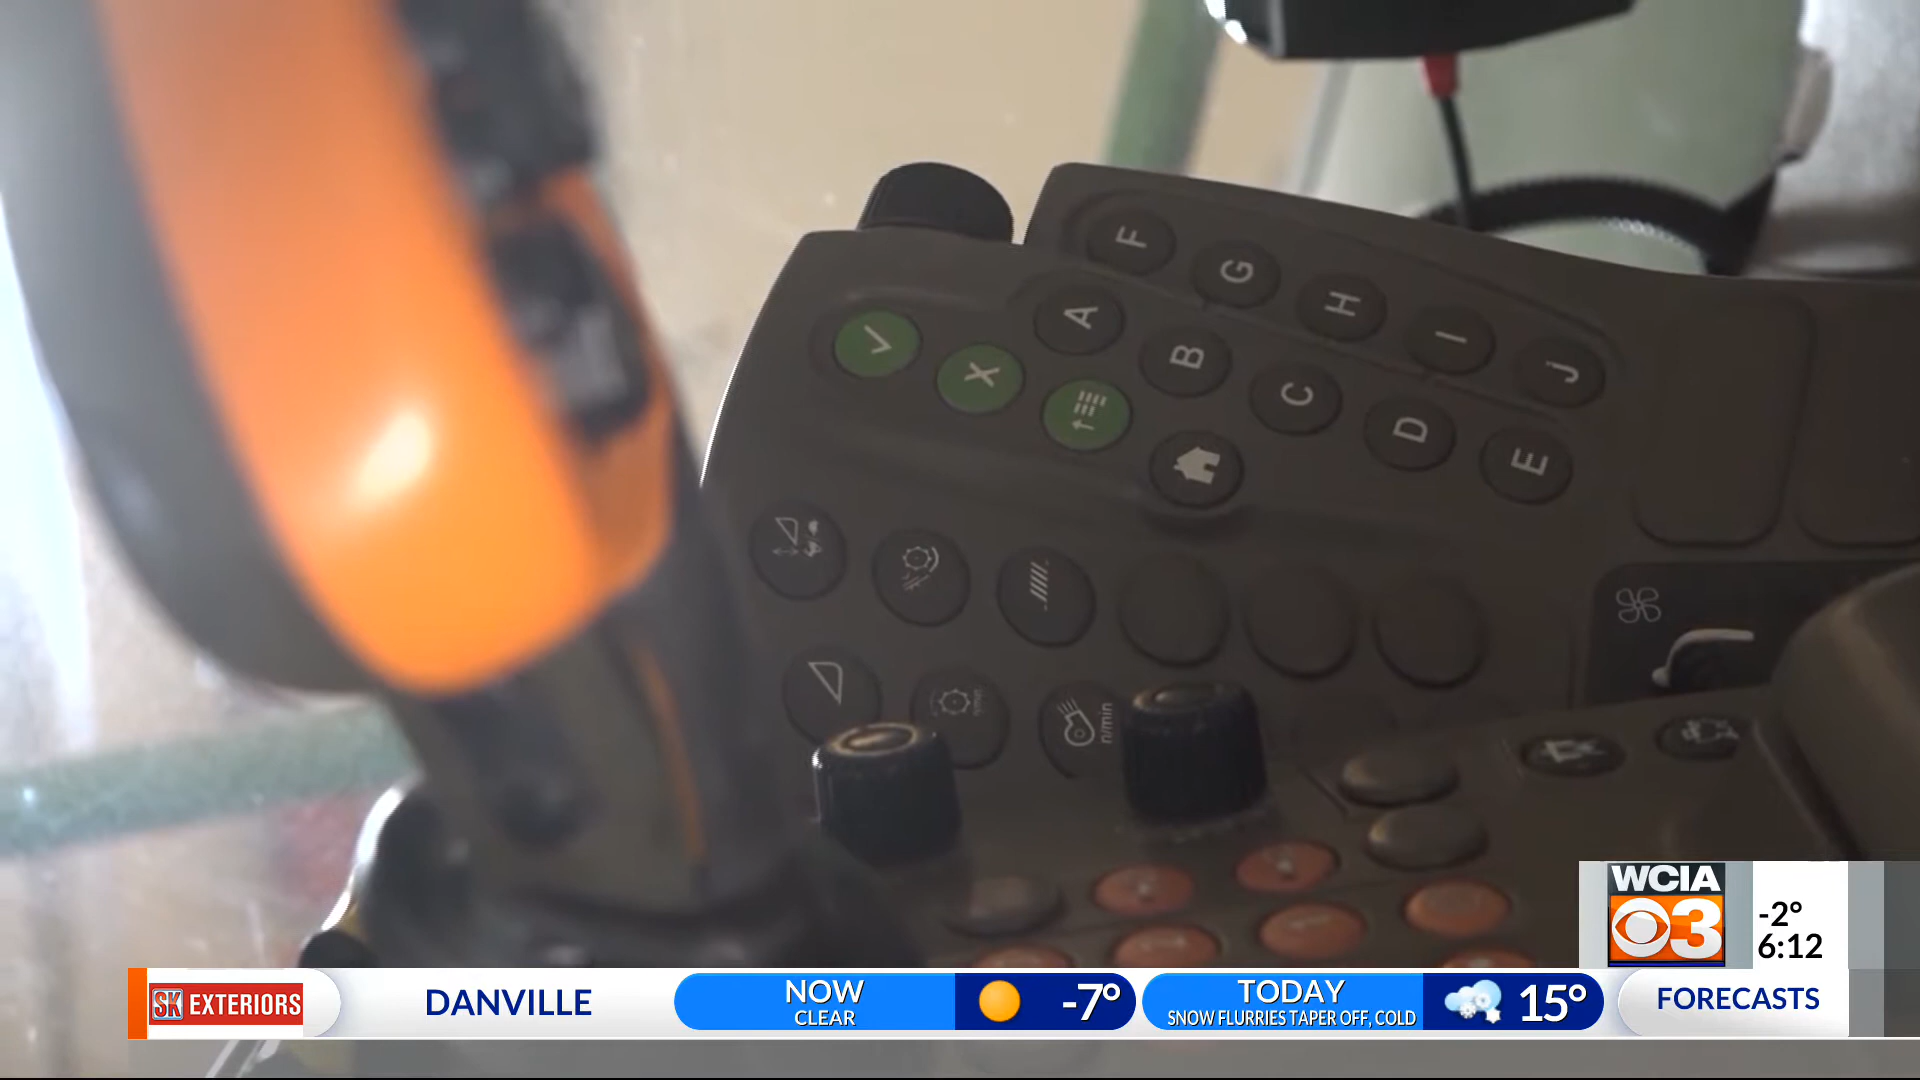 F
G
H
I
J
A
B
C
D
E
X
n/min
WCIA
3
-2°
6:12
SK EXTERIORS
DANVILLE
NOW
CLEAR
-7°
TODAY
SNOW FLURRIES TAPER OFF, COLD
15°
FORECASTS